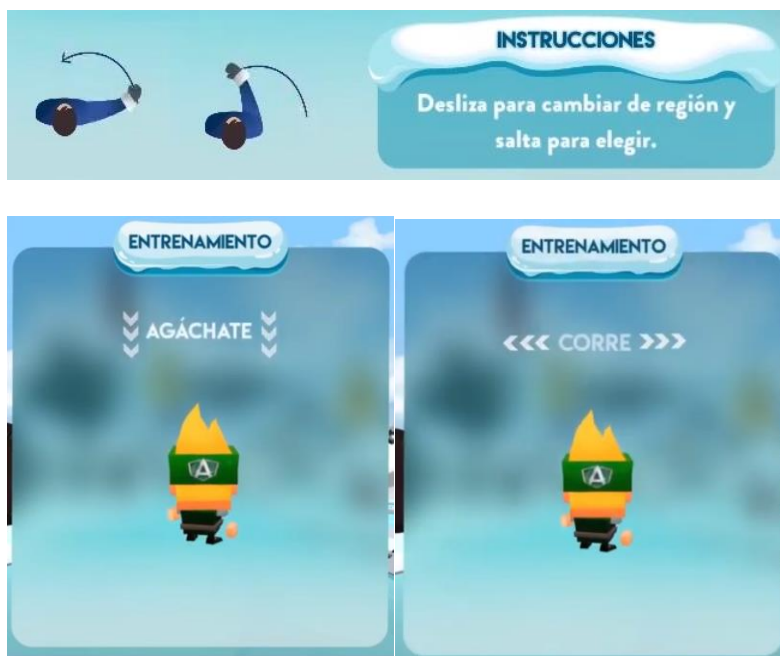 INSTRUCCIONES
Desliza para cambiar de región y
salta para elegir.
ENTRENAMIENTO
AGÁCHATE
A
ENTRENAMIENTO
<<< CORRE >>>
A